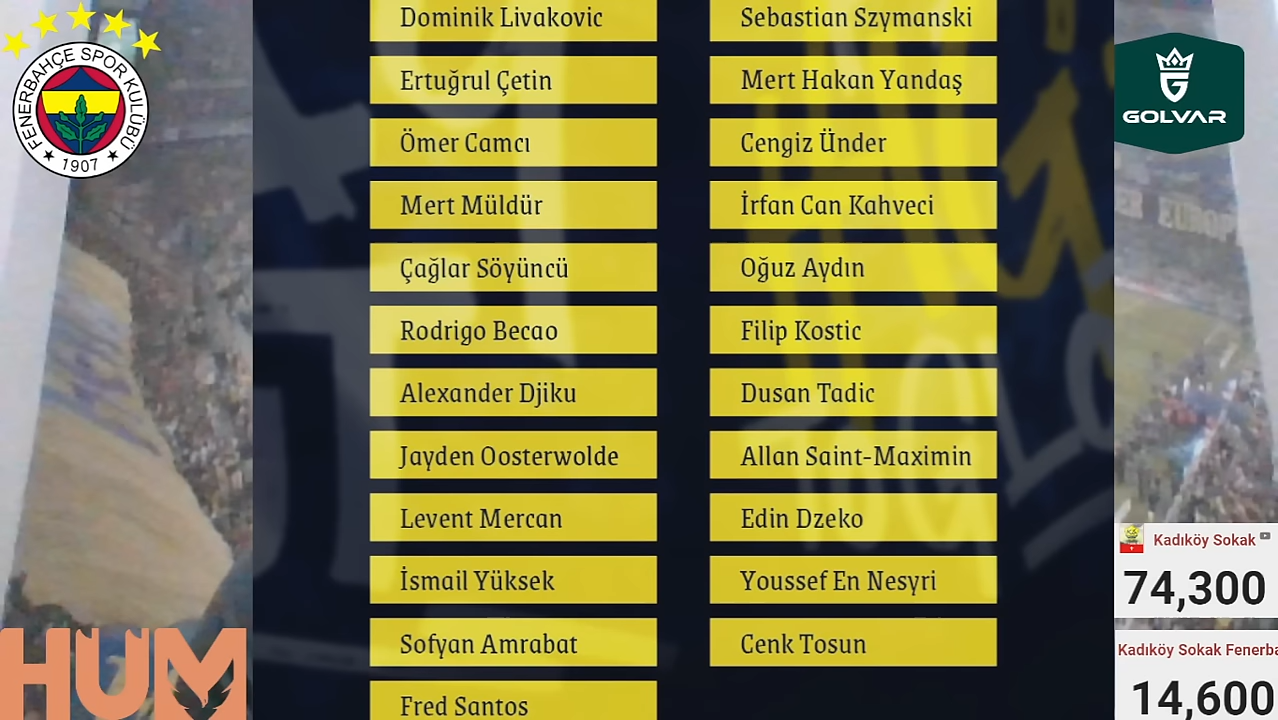 FENERBAHÇE SPOR KULÜBÜ
1907
Dominik Livakovic
Ertuğrul Çetin
Ömer Camcı
Mert Müldür
Çağlar Söyüncü
Rodrigo Becao
Alexander Djiku
Jayden Oosterwolde
Levent Mercan
İsmail Yüksek
Sofyan Amrabat
Fred Santos
Sebastian Szymanski
Mert Hakan Yandaş
Cengiz Ünder
İrfan Can Kahveci
Oğuz Aydın
Filip Kostic
Dusan Tadic
Allan Saint-Maximin
Edin Dzeko
Youssef En Nesyri
Cenk Tosun
GOLVAR
Kadıköy Sokak
74,300
Kadıköy Sokak Fenerba
14,600
HUM